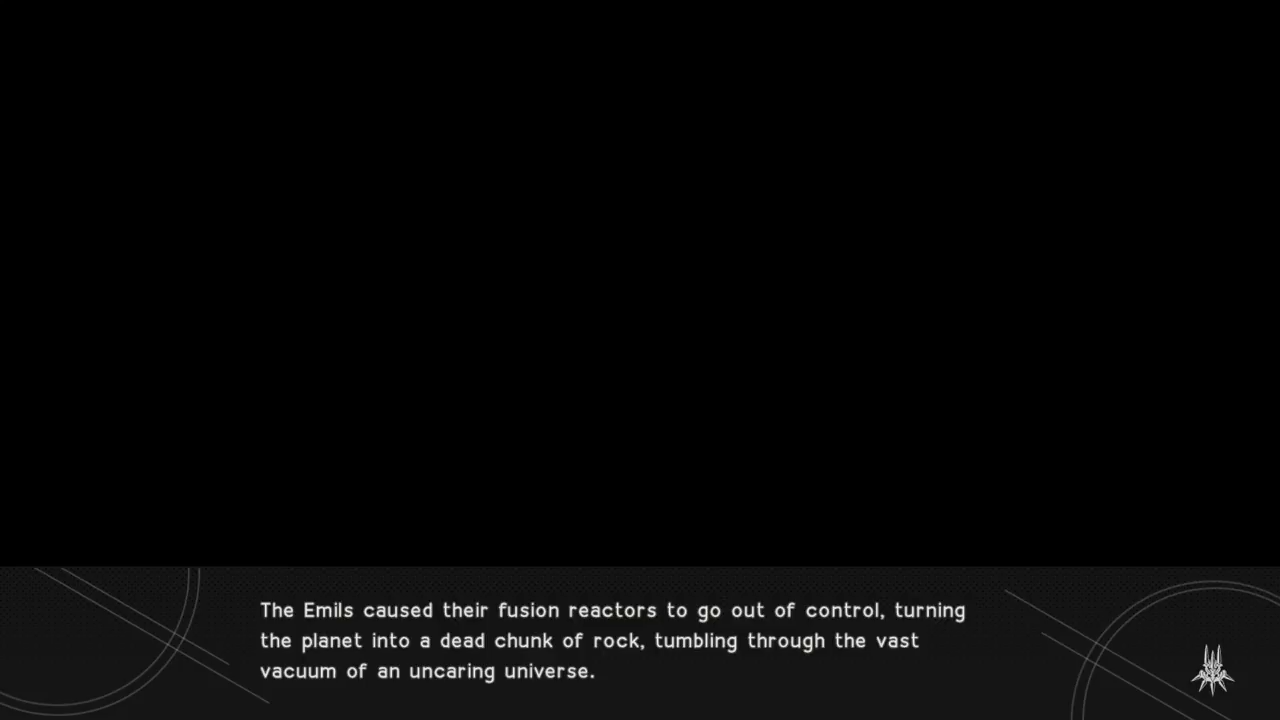 The Emils caused their fusion reactors to go out of control, turning
the planet into a dead chunk of rock, tumbling through the vast
vacuum of an uncaring universe.